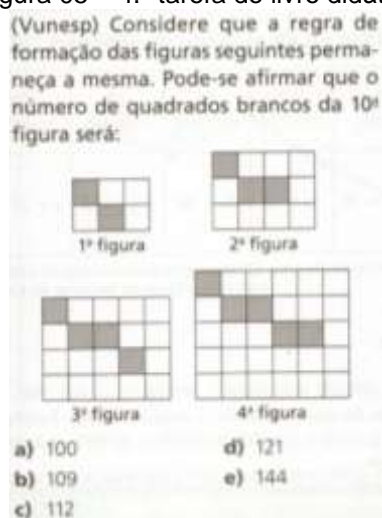 (Vunesp) Considere que a regra de
formação das figuras seguintes perma-
neça a mesma. Pode-se afirmar que o
número de quadrados brancos da 10ª
figura será:
1ª figura
2ª figura
3ª figura
4ª figura
a) 100
b) 109
c) 112
d) 121
e) 144